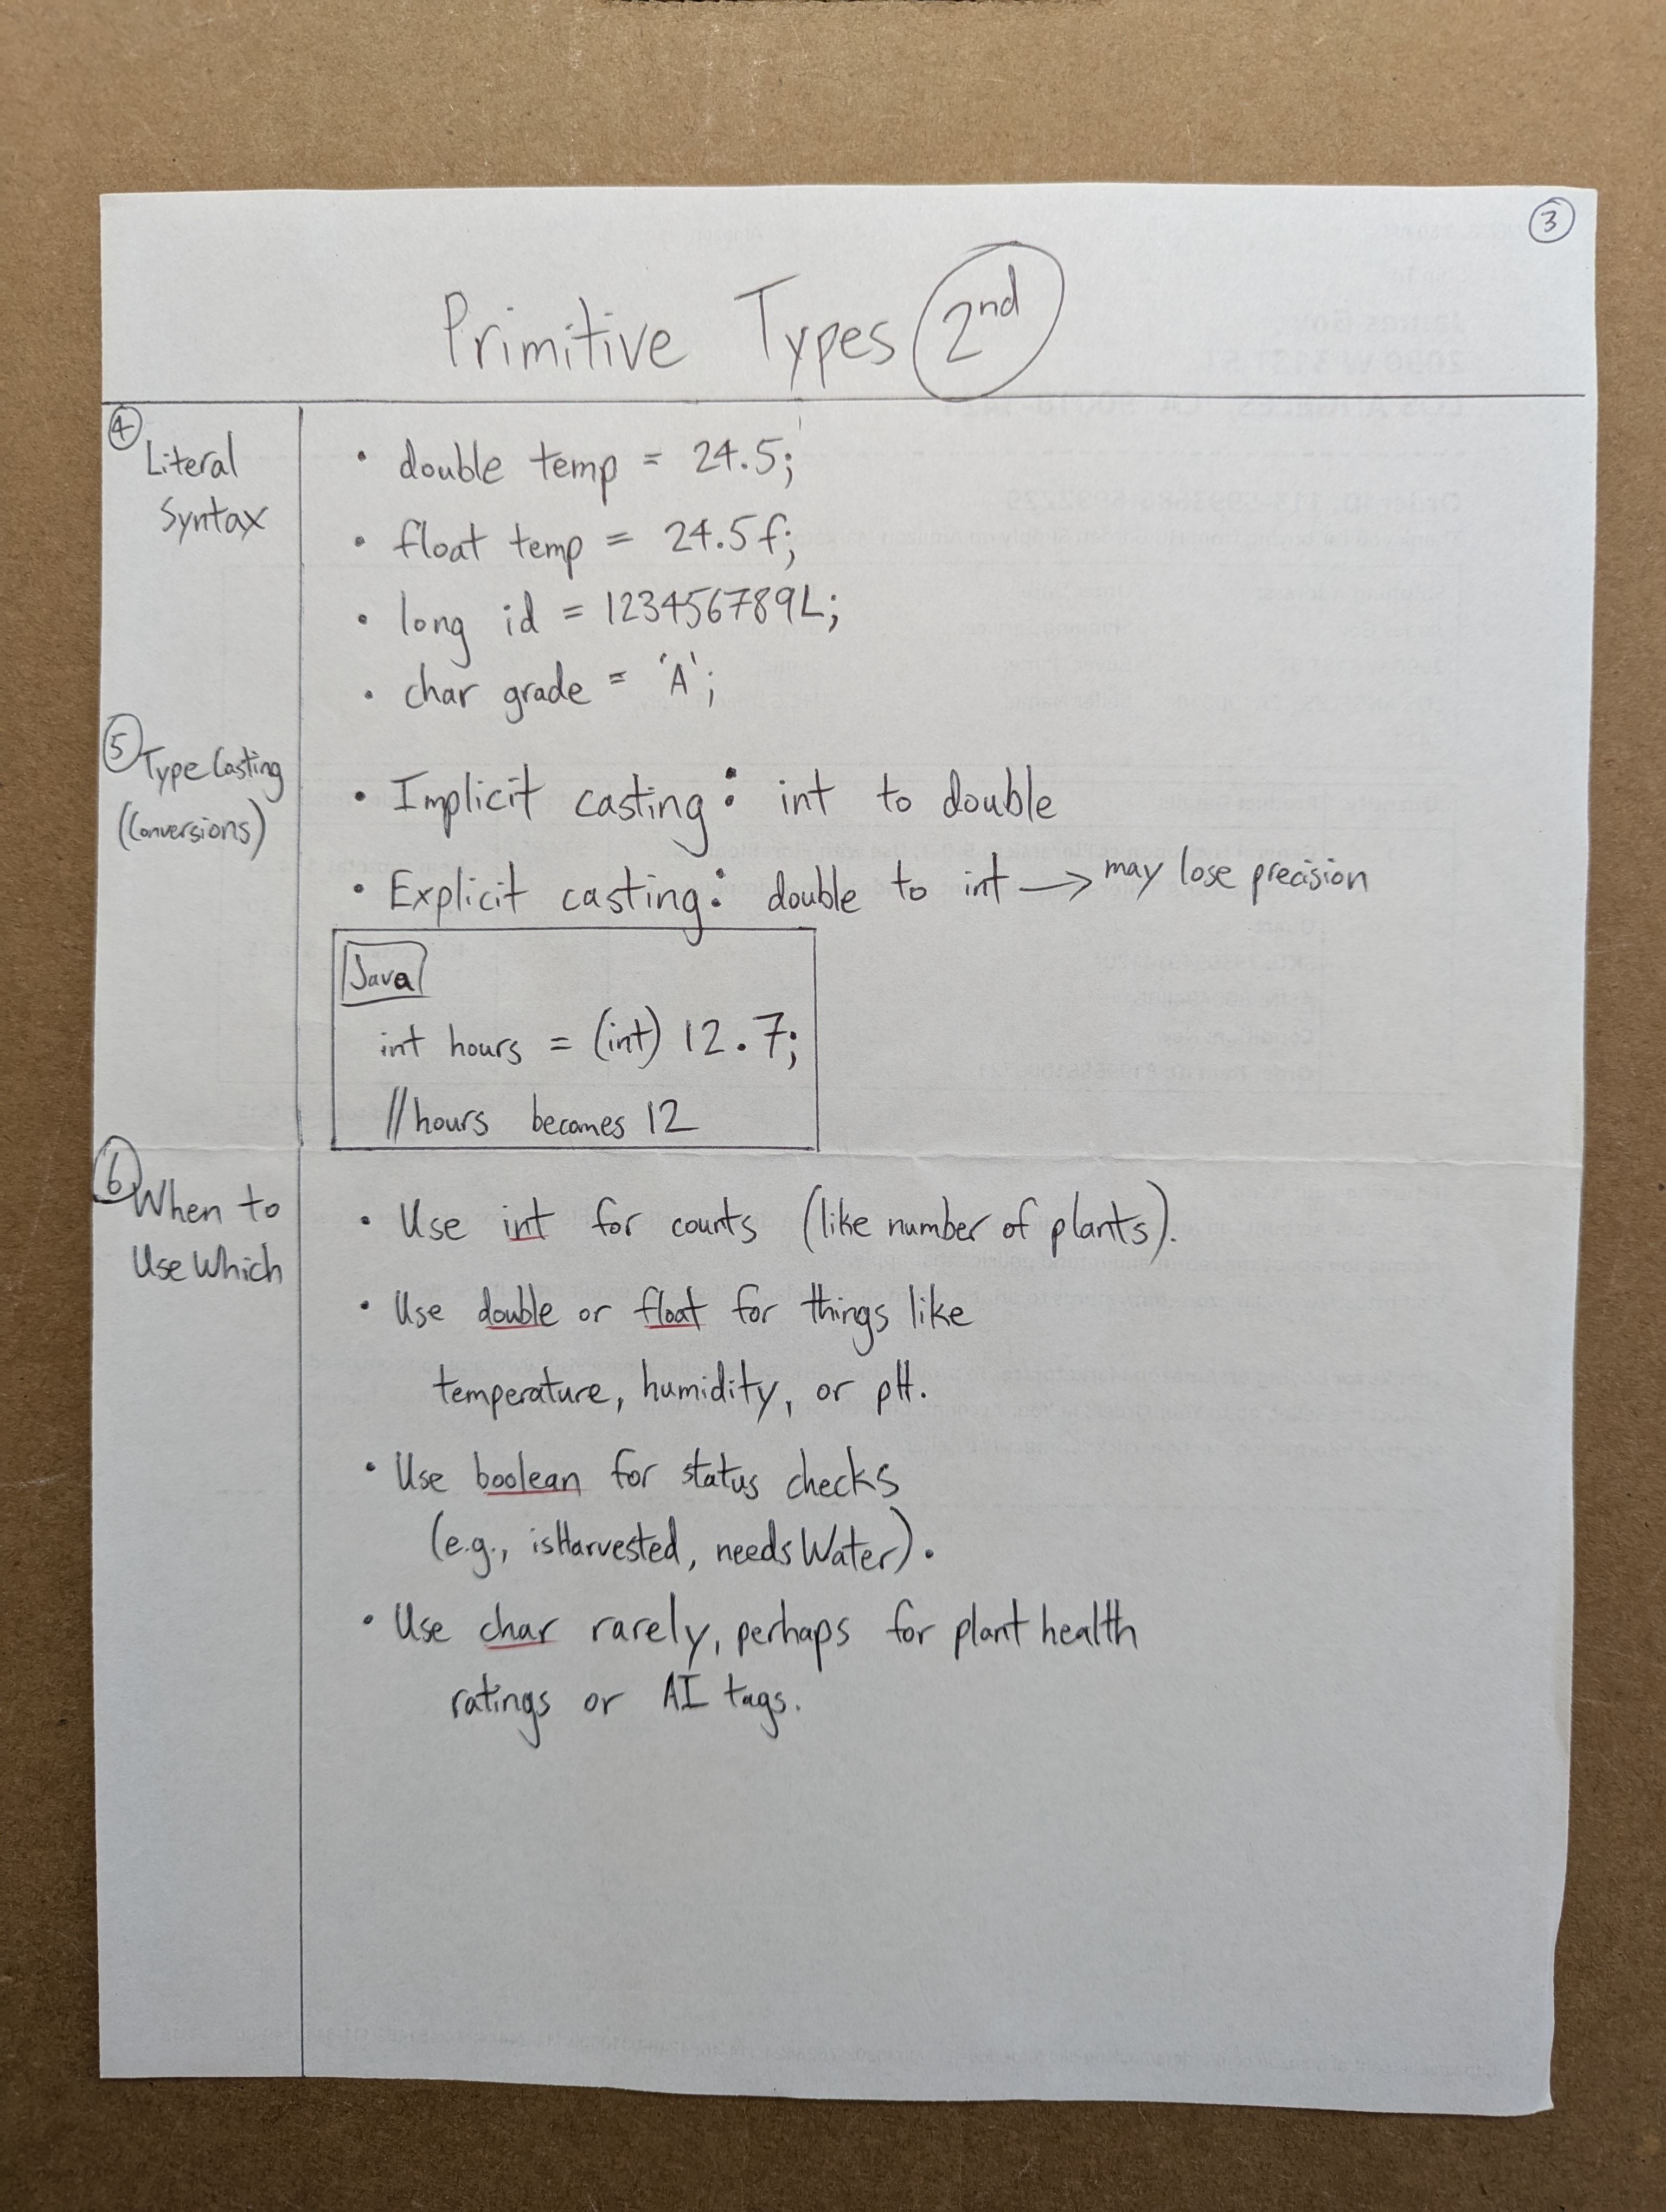 3
Primitive Types 2nd
4
Literal
Syntax
• double temp = 24.5;
• float temp = 24.5f;
• long id = 123456789L;
• char grade = 'A';
5
Type Casting
(Conversions)
• Implicit casting: int to double
• Explicit casting: double to int → may lose precision
Java
int hours = (int) 12.7;
//hours becomes 12
6
When to
Use Which
• Use int for counts (like number of plants).
• Use double or float for things like
temperature, humidity, or pH.
• Use boolean for status checks
(e.g., isHarvested, needsWater).
• Use char rarely, perhaps for plant health
ratings or AI tags.